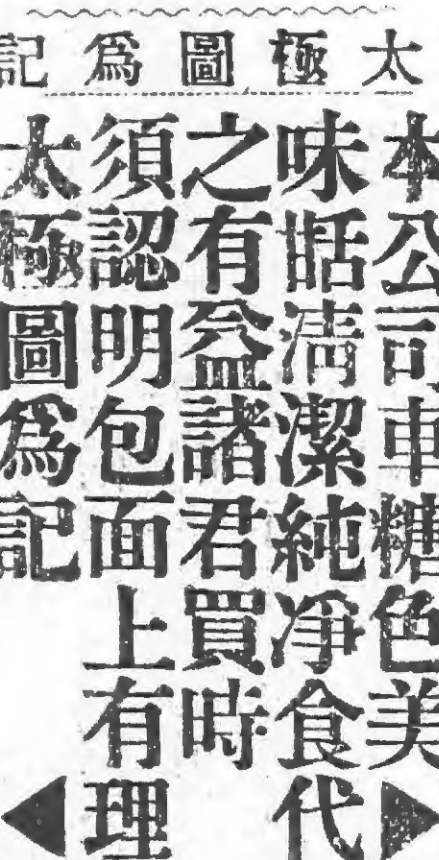 太極圖爲記
本公司車糖色美
味甜清潔純淨食
之有益諸君買時
須認明包面上有
太極圖爲記
代理